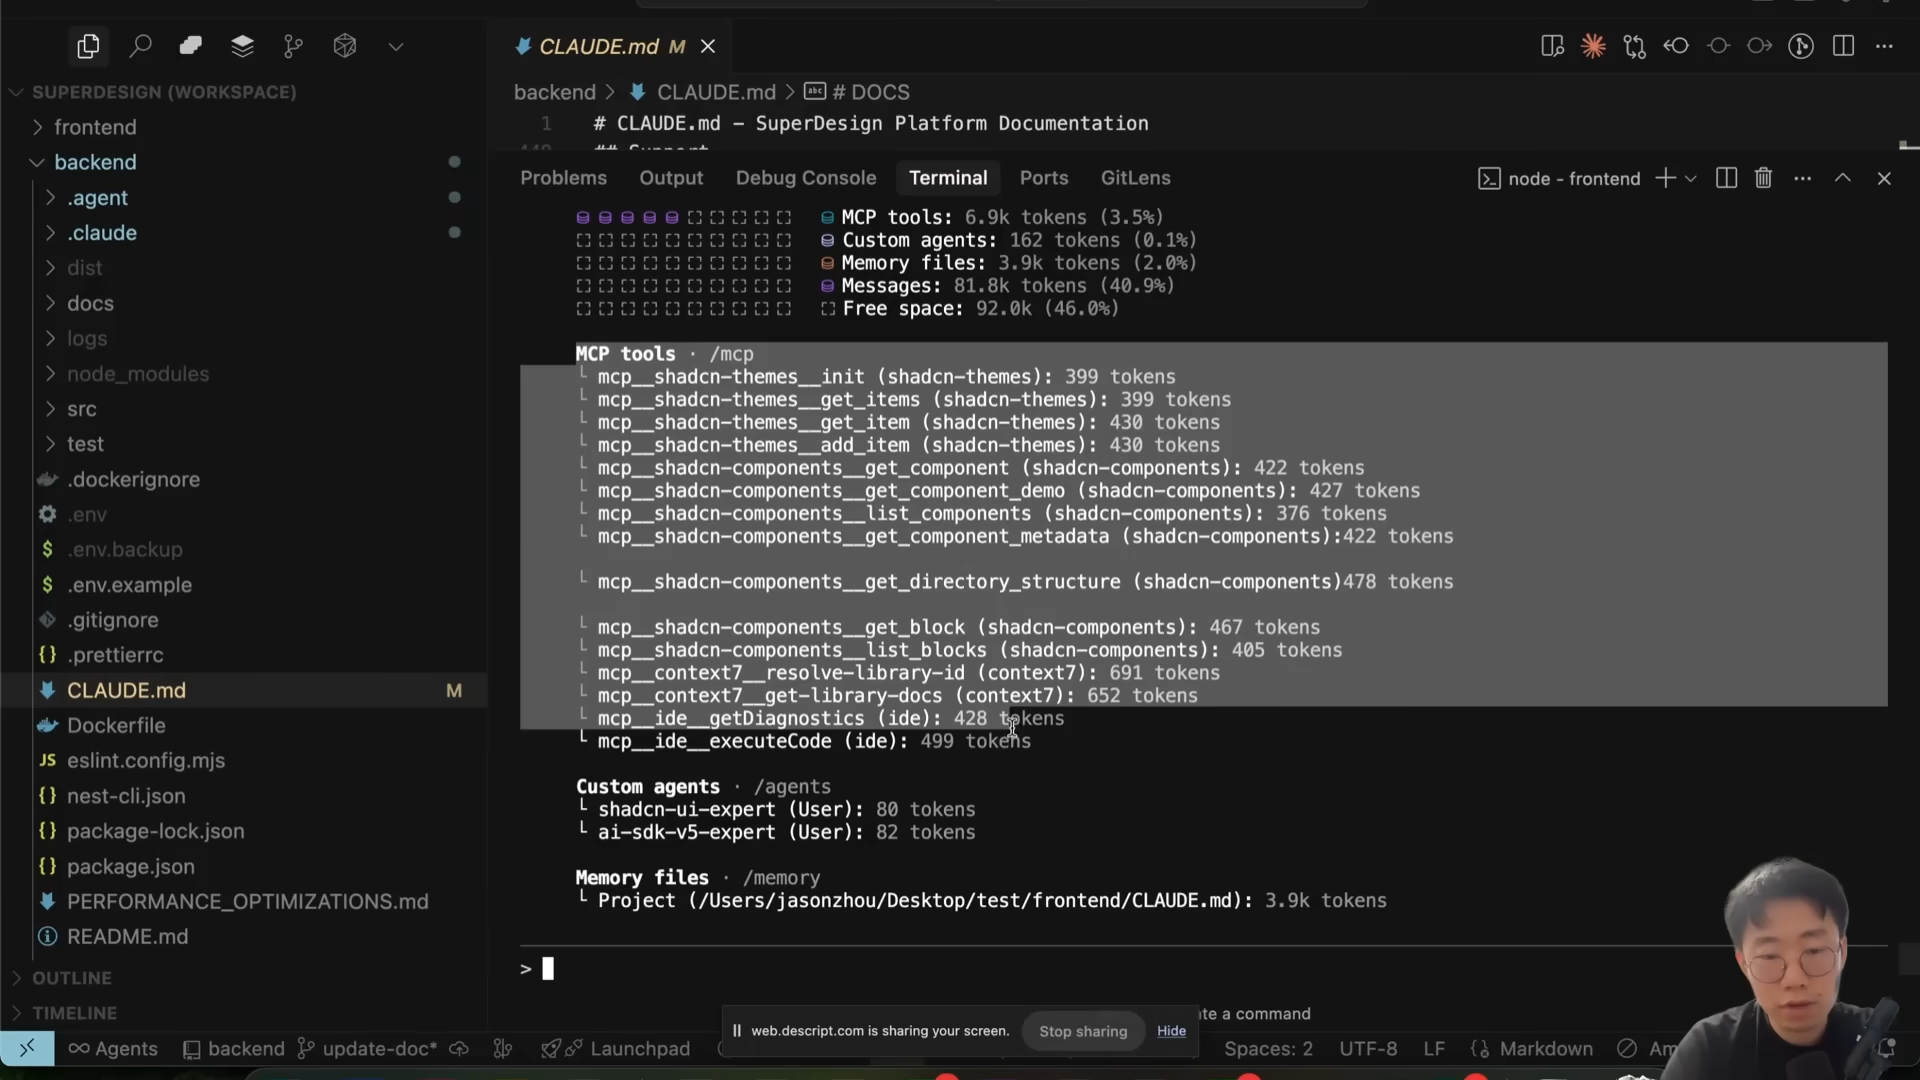 CLAUDE.md M
SUPERDESIGN (WORKSPACE)
frontend
backend
.agent
.claude
dist
docs
logs
node_modules
src
test
.dockerignore
.env
.env.backup
.env.example
.gitignore
.prettierrc
CLAUDE.md M
Dockerfile
eslint.config.mjs
nest-cli.json
package-lock.json
package.json
PERFORMANCE_OPTIMIZATIONS.md
README.md
OUTLINE
TIMELINE
backend > CLAUDE.md > # DOCS
1 # CLAUDE.md - SuperDesign Platform Documentation
## Support
Problems Output Debug Console Terminal Ports GitLens node - frontend
MCP tools: 6.9k tokens (3.5%)
Custom agents: 162 tokens (0.1%)
Memory files: 3.9k tokens (2.0%)
Messages: 81.8k tokens (40.9%)
Free space: 92.0k (46.0%)
MCP tools · /mcp
└ mcp__shadcn-themes__init (shadcn-themes): 399 tokens
└ mcp__shadcn-themes__get_items (shadcn-themes): 399 tokens
└ mcp__shadcn-themes__get_item (shadcn-themes): 430 tokens
└ mcp__shadcn-themes__add_item (shadcn-themes): 430 tokens
└ mcp__shadcn-components__get_component (shadcn-components): 422 tokens
└ mcp__shadcn-components__get_component_demo (shadcn-components): 427 tokens
└ mcp__shadcn-components__list_components (shadcn-components): 376 tokens
└ mcp__shadcn-components__get_component_metadata (shadcn-components):422 tokens
└ mcp__shadcn-components__get_directory_structure (shadcn-components)478 tokens
└ mcp__shadcn-components__get_block (shadcn-components): 467 tokens
└ mcp__shadcn-components__list_blocks (shadcn-components): 405 tokens
└ mcp__context7__resolve-library-id (context7): 691 tokens
└ mcp__context7__get-library-docs (context7): 652 tokens
└ mcp__ide__getDiagnostics (ide): 428 tokens
└ mcp__ide__executeCode (ide): 499 tokens
Custom agents · /agents
└ shadcn-ui-expert (User): 80 tokens
└ ai-sdk-v5-expert (User): 82 tokens
Memory files · /memory
└ Project (/Users/jasonzhou/Desktop/test/frontend/CLAUDE.md): 3.9k tokens
>
te a command
web.descript.com is sharing your screen. Stop sharing Hide
Agents backend update-doc* Launchpad Spaces: 2 UTF-8 LF Markdown